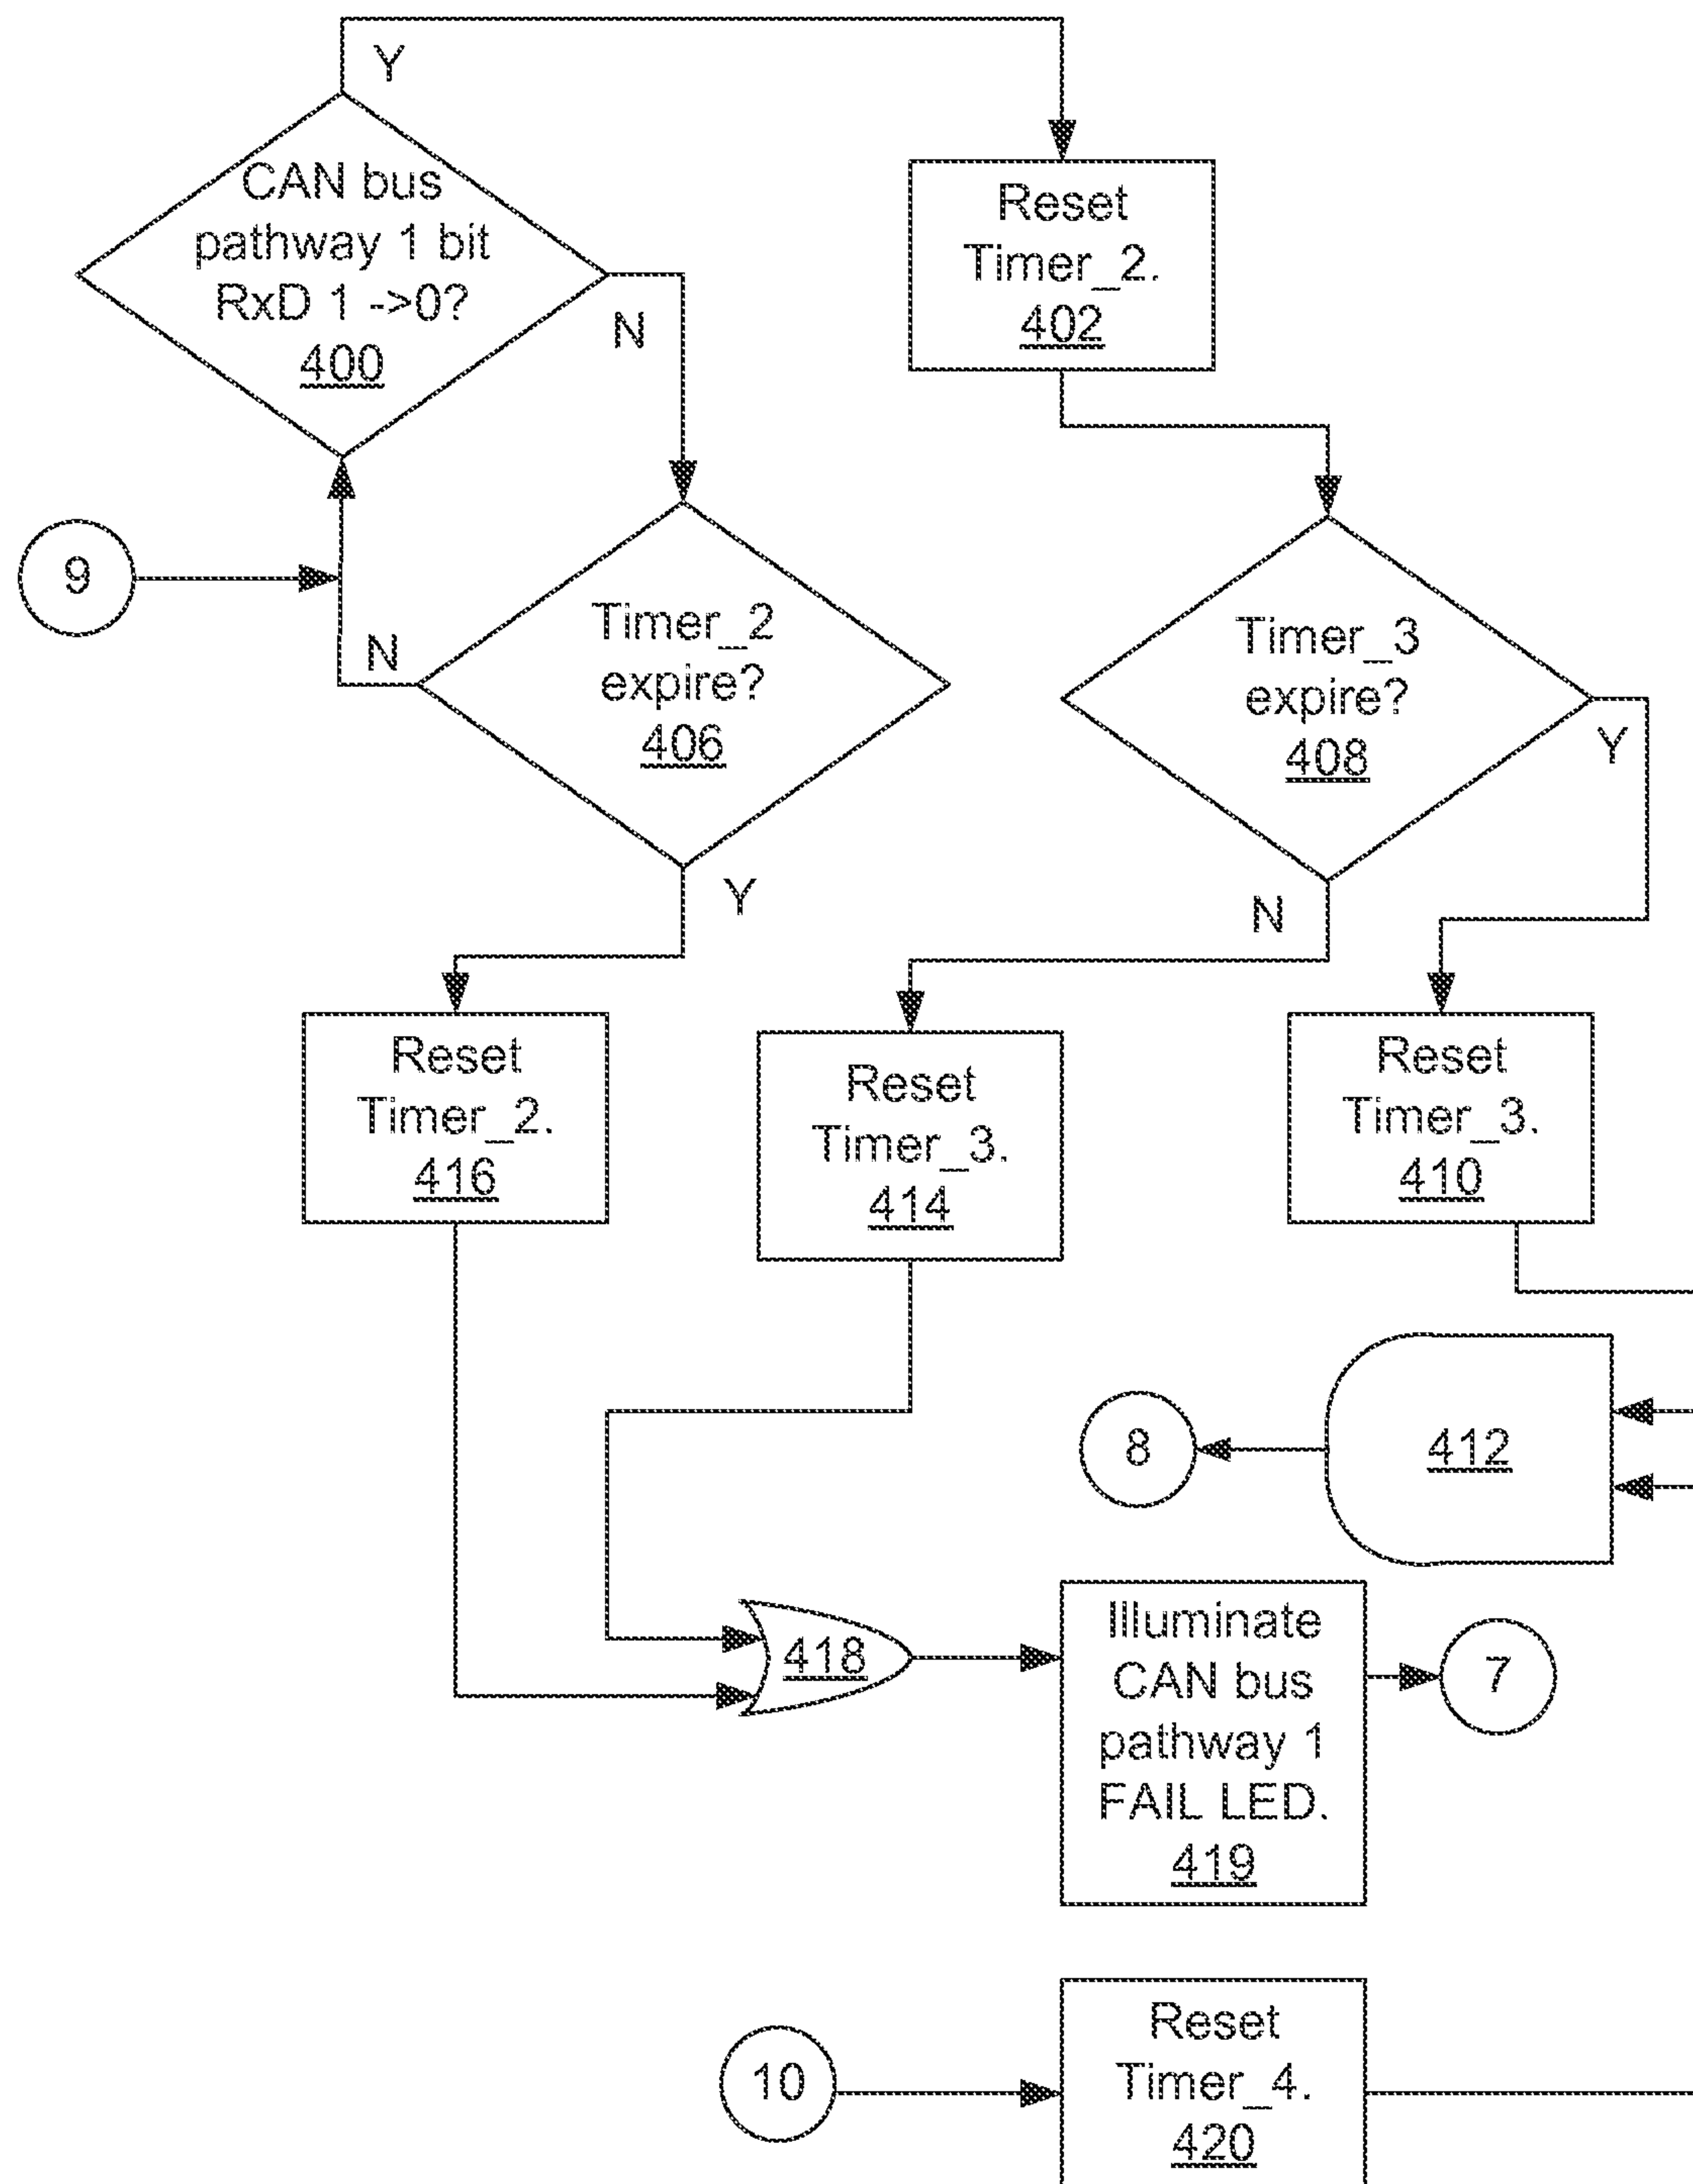 Y
CAN bus
pathway 1 bit
RxD 1 ->0?
400
N
Reset
Timer_2.
402
9
N
Timer_2
expire?
406
Y
Timer_3
expire?
408
Y
N
Reset
Timer_2.
416
Reset
Timer_3.
414
Reset
Timer_3.
410
8
412
418
Illuminate
CAN bus
pathway 1
FAIL LED.
419
7
10
Reset
Timer_4.
420